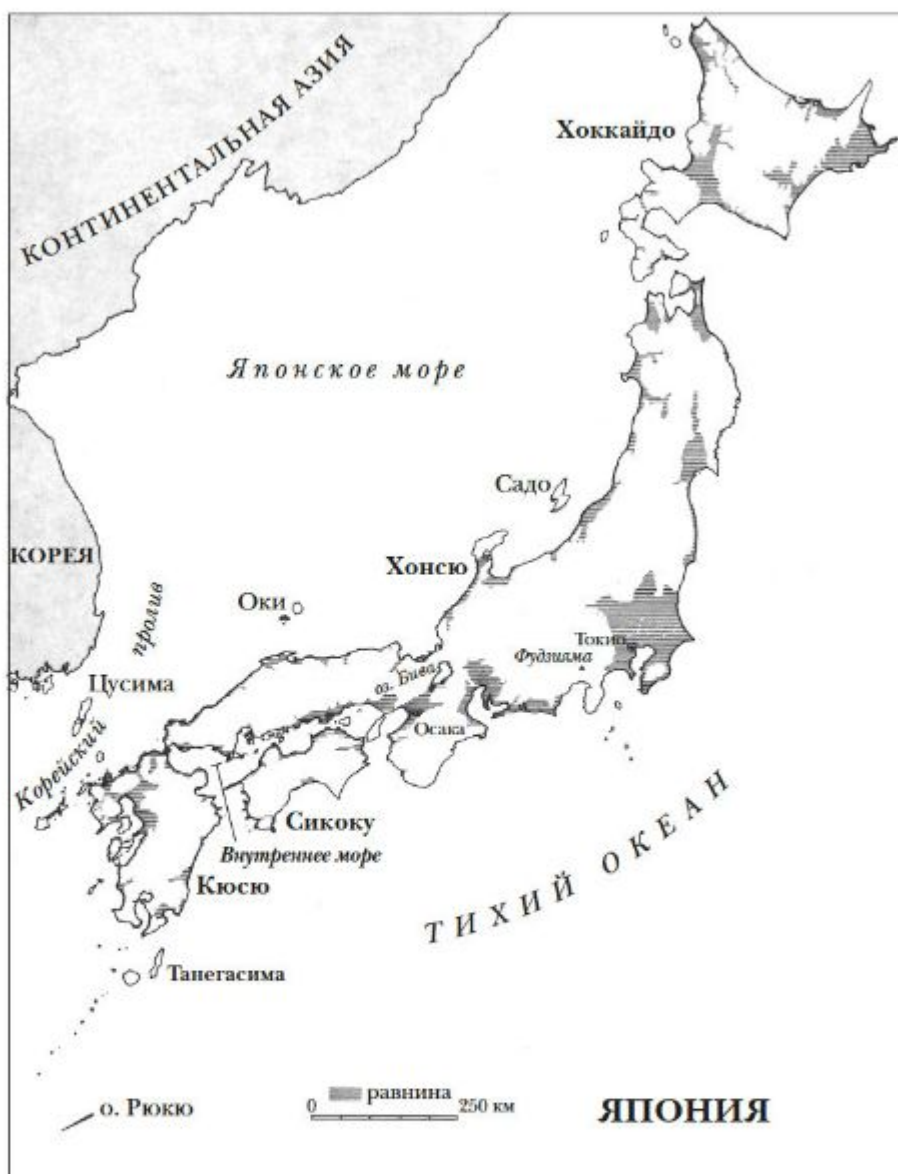 КОНТИНЕНТАЛЬНАЯ АЗИЯ
Хоккайдо
Японское море
Садо
КОРЕЯ
Хонсю
пролив
Оки
Токио
Фудзияма
оз. Бива
Цусима
Осака
Корейский
Сикоку
Внутреннее море
Кюсю
ТИХИЙ ОКЕАН
Танегасима
равнина
о. Рюкю
0 250 км
ЯПОНИЯ